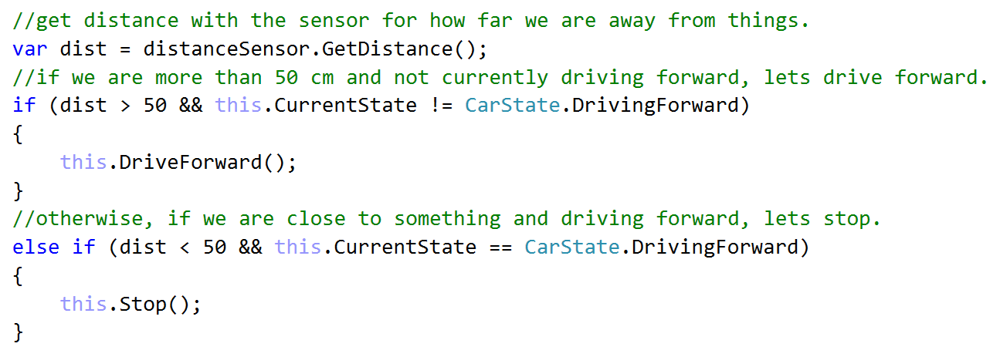 //get distance with the sensor for how far we are away from things.
var dist = distanceSensor.GetDistance();
//if we are more than 50 cm and not currently driving forward, lets drive forward.
if (dist > 50 && this.CurrentState != CarState.DrivingForward)
{
    this.DriveForward();
}
//otherwise, if we are close to something and driving forward, lets stop.
else if (dist < 50 && this.CurrentState == CarState.DrivingForward)
{
    this.Stop();
}